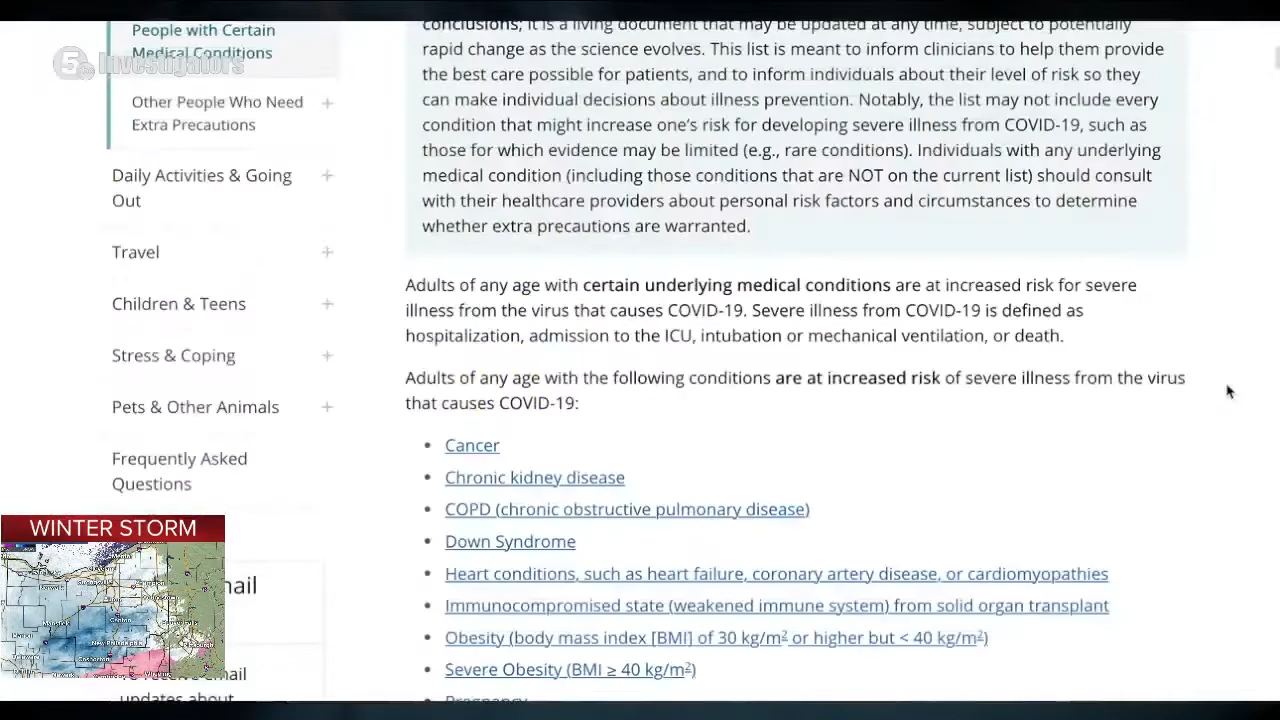 People with Certain
Medical Conditions
5 Investigators
Other People Who Need
Extra Precautions
Daily Activities & Going
Out
Travel
Children & Teens
Stress & Coping
Pets & Other Animals
Frequently Asked
Questions
WINTER STORM
Canton
New Philadelphia
Coshocton
Pittsburgh
email
updates about
conclusions; it is a living document that may be updated at any time, subject to potentially
rapid change as the science evolves. This list is meant to inform clinicians to help them provide
the best care possible for patients, and to inform individuals about their level of risk so they
can make individual decisions about illness prevention. Notably, the list may not include every
condition that might increase one's risk for developing severe illness from COVID-19, such as
those for which evidence may be limited (e.g., rare conditions). Individuals with any underlying
medical condition (including those conditions that are NOT on the current list) should consult
with their healthcare providers about personal risk factors and circumstances to determine
whether extra precautions are warranted.
Adults of any age with certain underlying medical conditions are at increased risk for severe
illness from the virus that causes COVID-19. Severe illness from COVID-19 is defined as
hospitalization, admission to the ICU, intubation or mechanical ventilation, or death.
Adults of any age with the following conditions are at increased risk of severe illness from the virus
that causes COVID-19:
• Cancer
• Chronic kidney disease
• COPD (chronic obstructive pulmonary disease)
• Down Syndrome
• Heart conditions, such as heart failure, coronary artery disease, or cardiomyopathies
• Immunocompromised state (weakened immune system) from solid organ transplant
• Obesity (body mass index [BMI] of 30 kg/m² or higher but < 40 kg/m²)
• Severe Obesity (BMI ≥ 40 kg/m²)
• Pregnancy